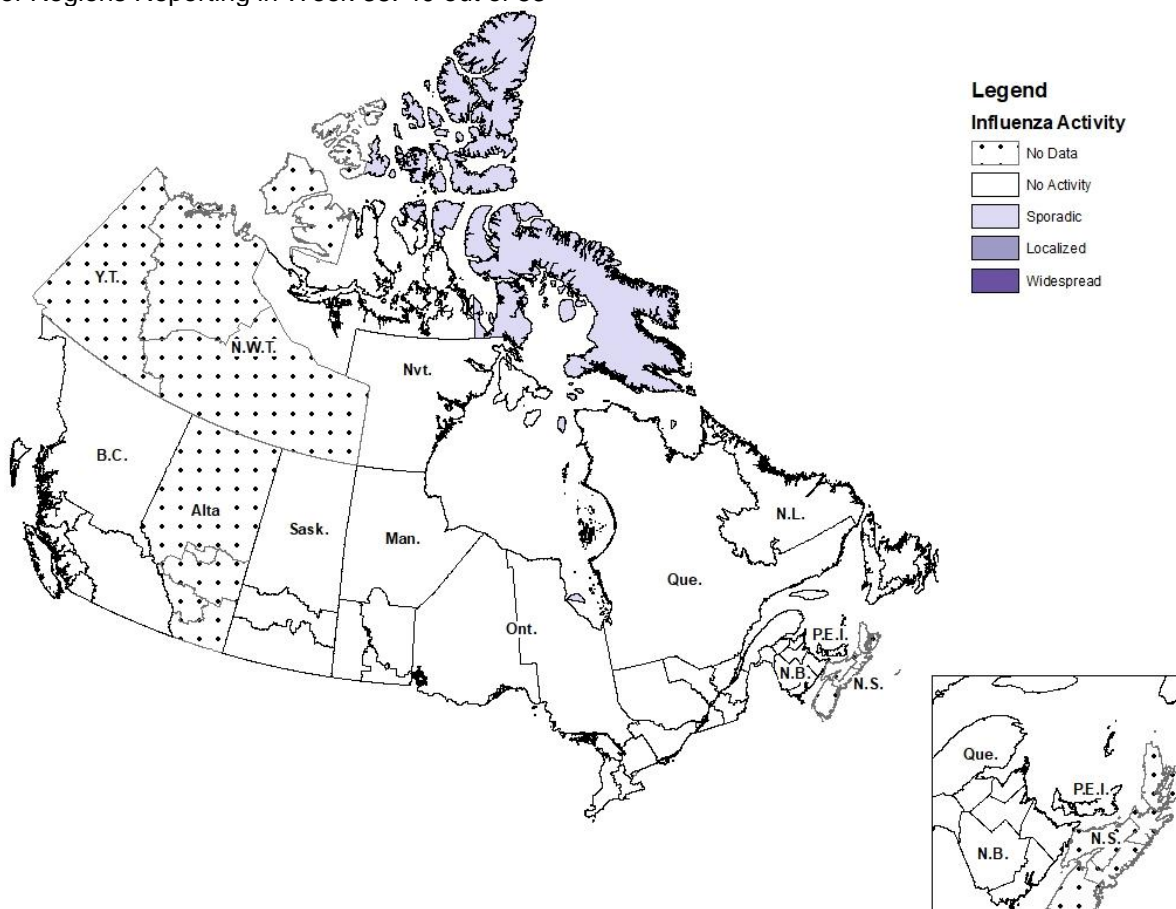 Legend
Influenza Activity
No Data
No Activity
Sporadic
Localized
Widespread
Y.T.
N.W.T.
Nvt.
B.C.
Alta
Sask.
Man.
Ont.
Que.
N.L.
P.E.I.
N.B.
N.S.
Que.
P.E.I.
N.S.
N.B.